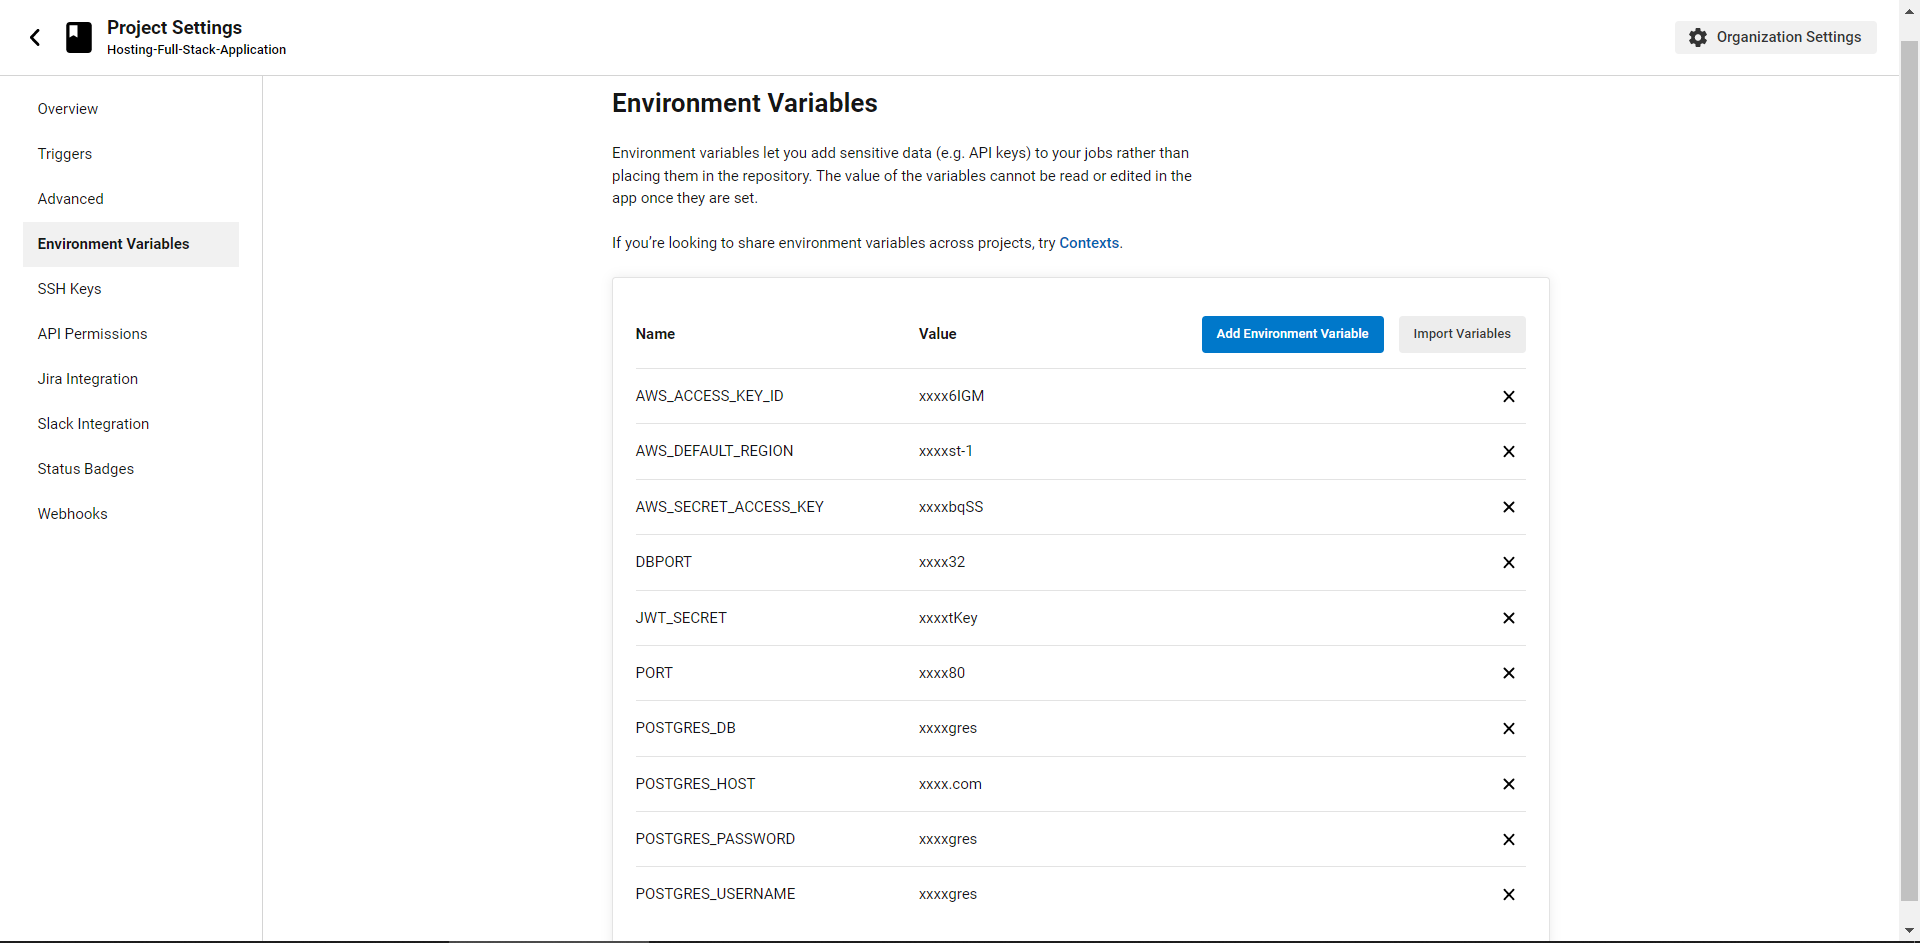 Project Settings
Hosting-Full-Stack-Application
Organization Settings
Overview
Triggers
Advanced
Environment Variables
SSH Keys
API Permissions
Jira Integration
Slack Integration
Status Badges
Webhooks
Environment Variables
Environment variables let you add sensitive data (e.g. API keys) to your jobs rather than
placing them in the repository. The value of the variables cannot be read or edited in the
app once they are set.
If you’re looking to share environment variables across projects, try Contexts.
Name Value Add Environment Variable Import Variables
AWS_ACCESS_KEY_ID xxxx6IGM
AWS_DEFAULT_REGION xxxxst-1
AWS_SECRET_ACCESS_KEY xxxxbqSS
DBPORT xxxx32
JWT_SECRET xxxxtKey
PORT xxxx80
POSTGRES_DB xxxxgres
POSTGRES_HOST xxxx.com
POSTGRES_PASSWORD xxxxgres
POSTGRES_USERNAME xxxxgres